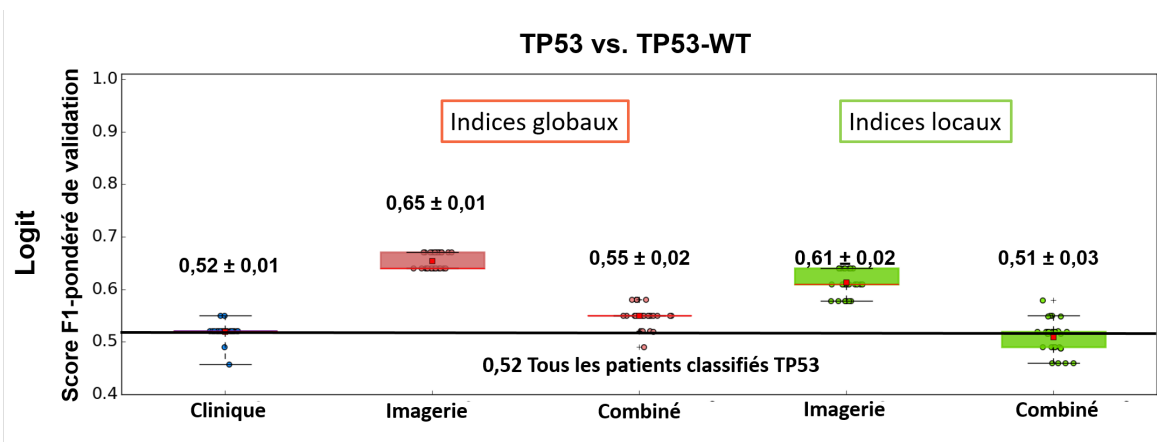 TP53 vs. TP53-WT
Logit
Score F1-pondéré de validation
1.0
0.9
0.8
0.7
0.6
0.5
0.4
Indices globaux
Indices locaux
0,52 ± 0,01
0,65 ± 0,01
0,55 ± 0,02
0,61 ± 0,02
0,51 ± 0,03
0,52 Tous les patients classifiés TP53
Clinique
Imagerie
Combiné
Imagerie
Combiné